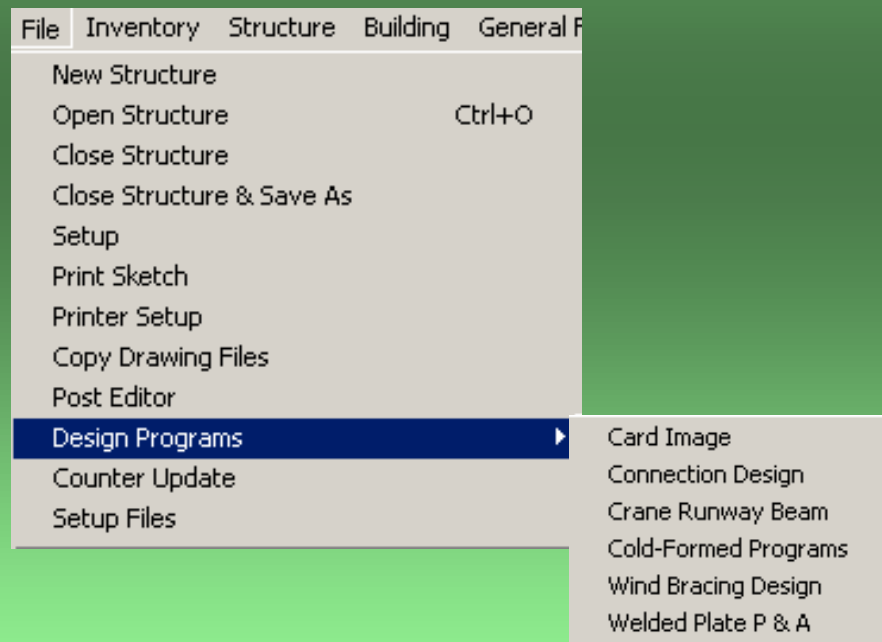 File Inventory Structure Building General F
New Structure
Open Structure Ctrl+O
Close Structure
Close Structure & Save As
Setup
Print Sketch
Printer Setup
Copy Drawing Files
Post Editor
Design Programs
Counter Update
Setup Files
Card Image
Connection Design
Crane Runway Beam
Cold-Formed Programs
Wind Bracing Design
Welded Plate P & A